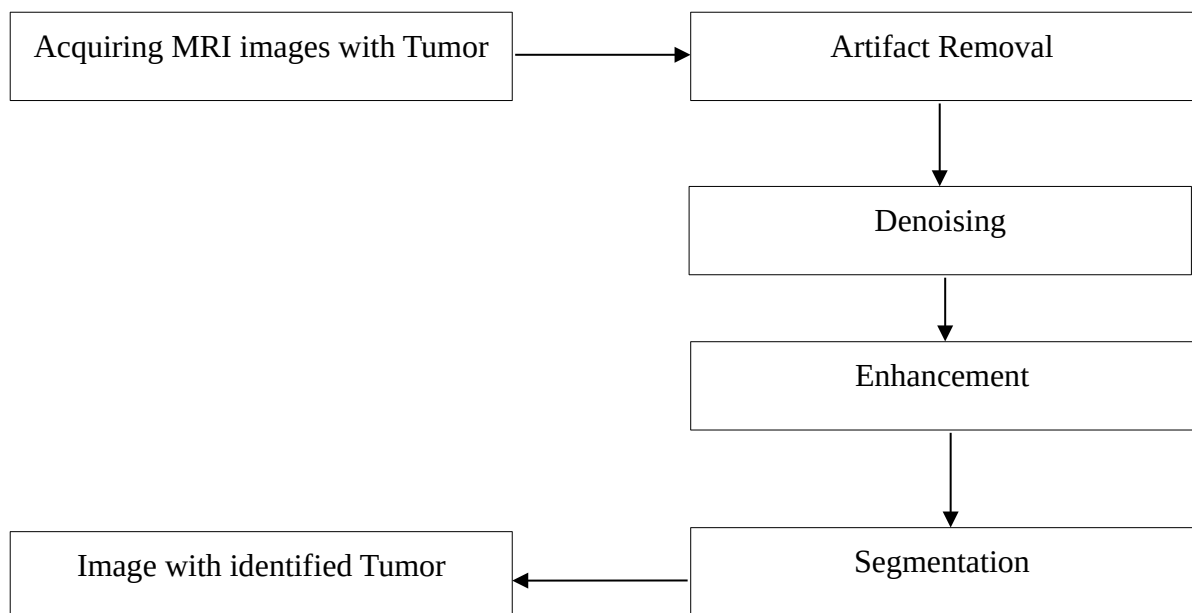 Acquiring MRI images with Tumor
Artifact Removal
Denoising
Enhancement
Segmentation
Image with identified Tumor